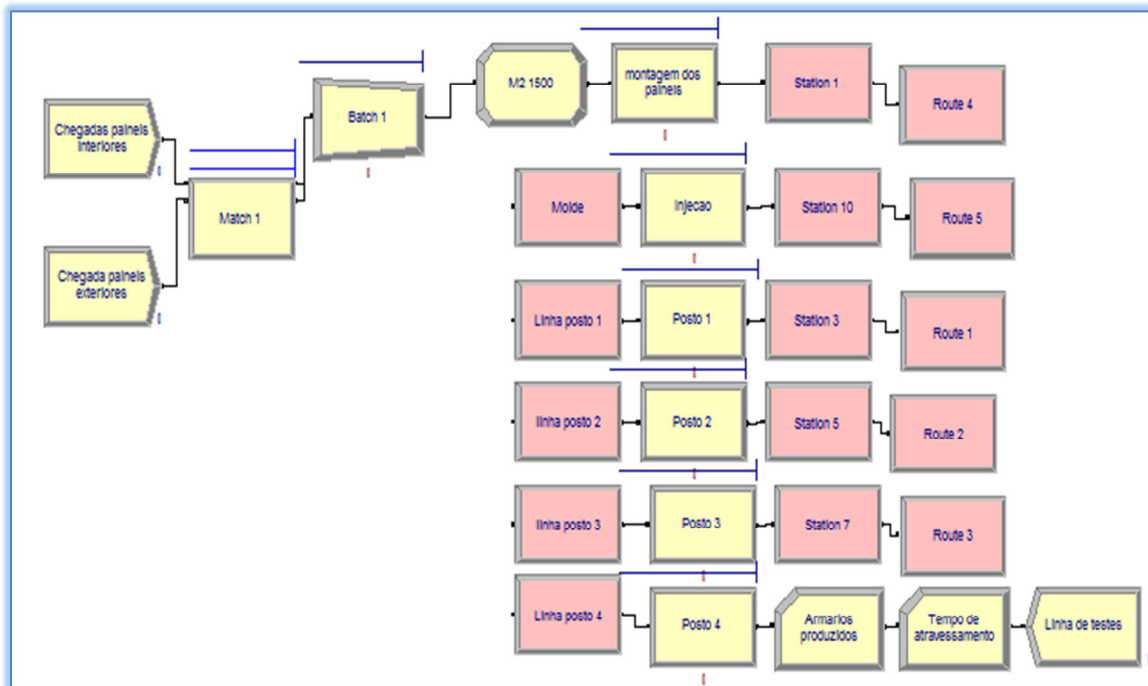 Chegadas paineis
interiores
Chegada paineis
exteriores
Match 1
Batch 1
M2 1500
montagem dos
paineis
Station 1
Route 4
Molde
Injecao
Station 10
Route 5
Linha posto 1
Posto 1
Station 3
Route 1
linha posto 2
Posto 2
Station 5
Route 2
linha posto 3
Posto 3
Station 7
Route 3
Linha posto 4
Posto 4
Armarios
produzidos
Tempo de
atravessamento
Linha de testes